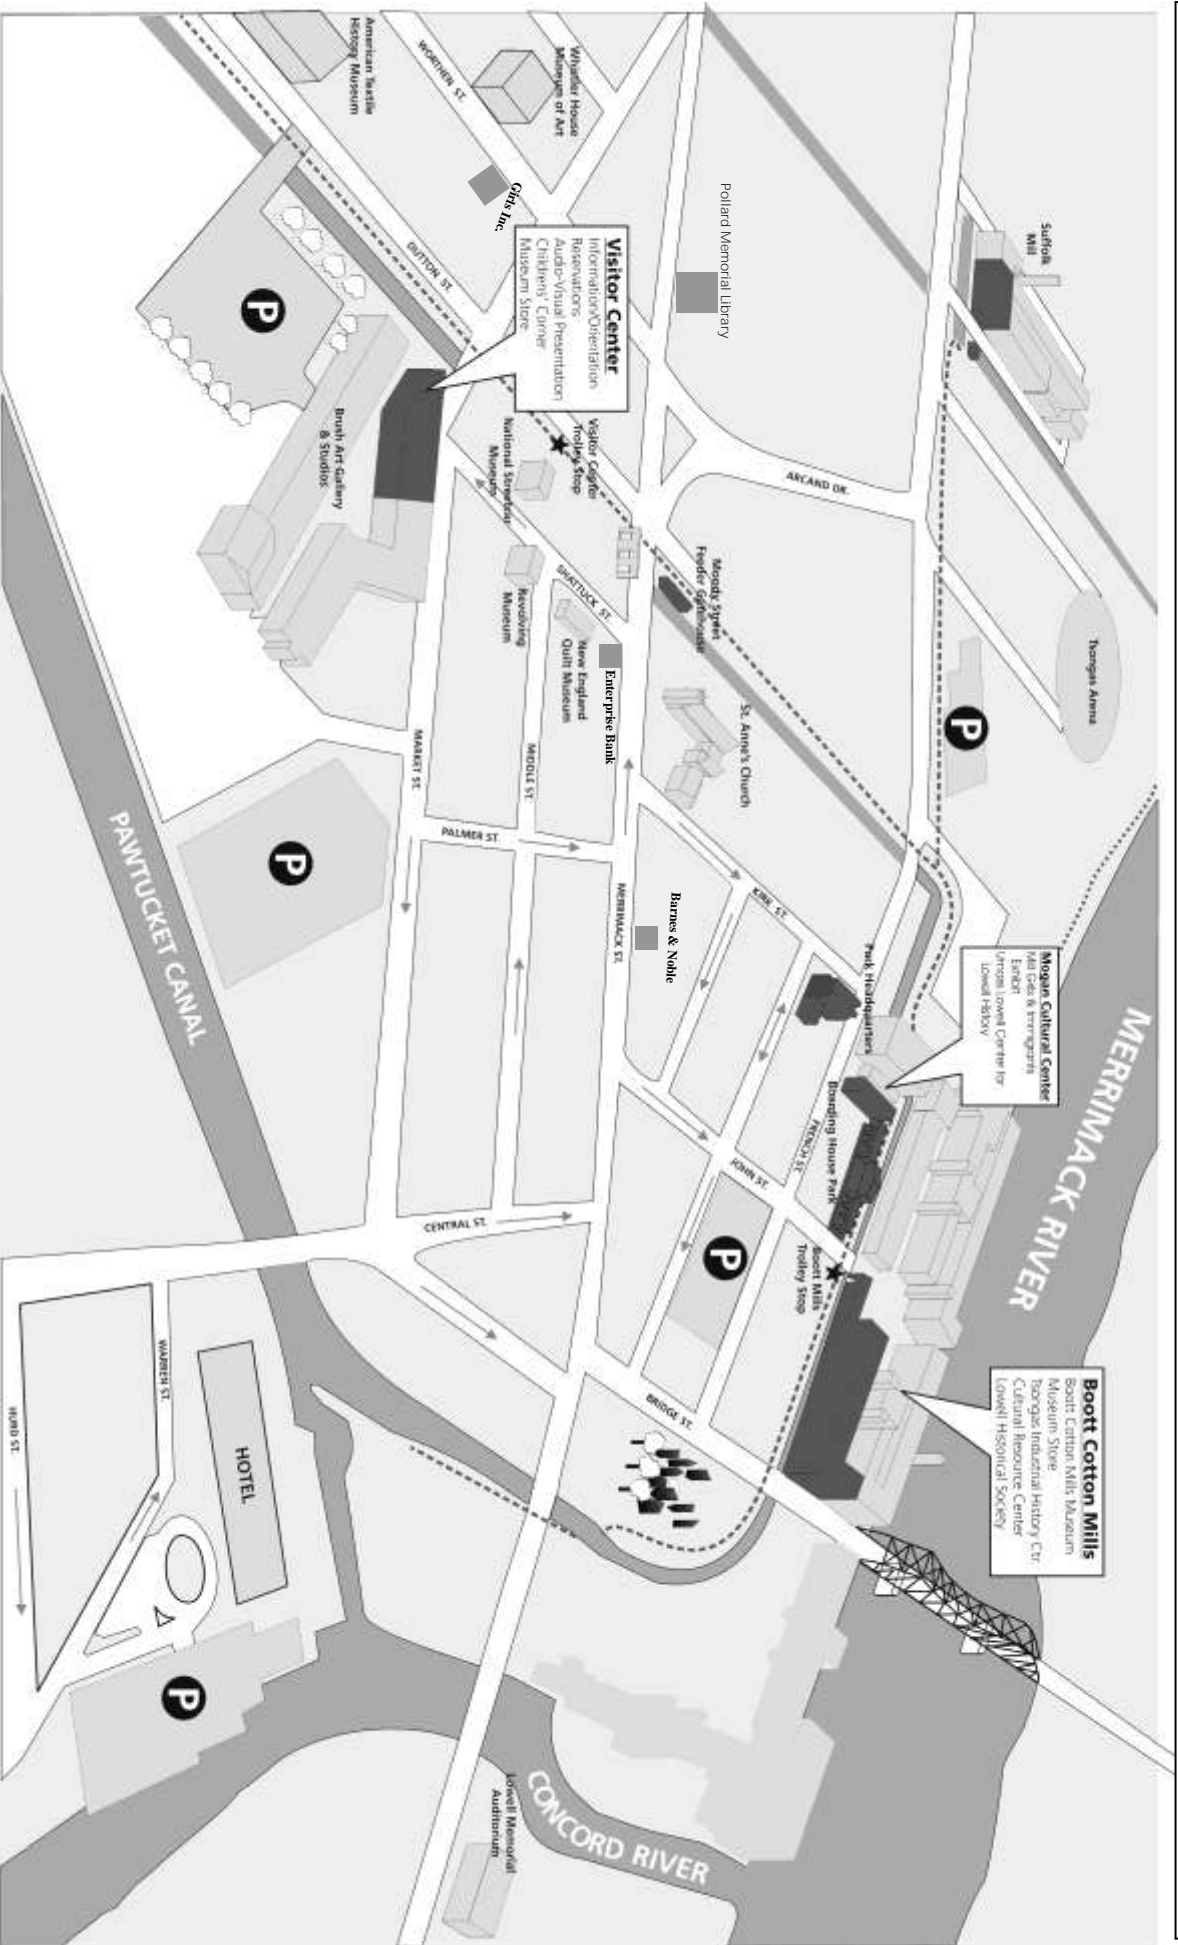 American Textile
History Museum
WORTHEN ST.
Whistler House
Museum of Art
Girls Inc.
Pollard Memorial Library
Suffolk
Mill
DUTTON ST.
P
Visitor Center
Information/Orientation
Reservations
Audio-Visual Presentation
Children's' Corner
Museum Store
Visitor Center
Trolley Stop
National Streetcar
Museum
Brush Art Gallery
& Studios
ARCAND DR.
Moody Street
Feeder Gatehouse
SHATTUCK ST.
Revolving
Museum
New England
Quilt Museum
Enterprise Bank
St. Anne's Church
Tsongas Arena
P
MARKET ST.
MIDDLE ST.
PALMER ST.
P
MERRIMACK ST.
KIRK ST.
Barnes & Noble
Park Headquarters
Mogan Cultural Center
Mill Girls & Immigrants
Exhibit
Umass Lowell Center for
Lowell History
PAWTUCKET CANAL
MERRIMACK RIVER
Boarding House Park
FRENCH ST.
JOHN ST.
P
Boott Mills
Trolley Stop
CENTRAL ST.
BRIDGE ST.
Boott Cotton Mills
Boott Cotton Mills Museum
Museum Store
Tsongas Industrial History Ctr.
Cultural Resource Center
Lowell Historical Society
WARREN ST.
HURD ST.
HOTEL
P
CONCORD RIVER
Lowell Memorial
Auditorium